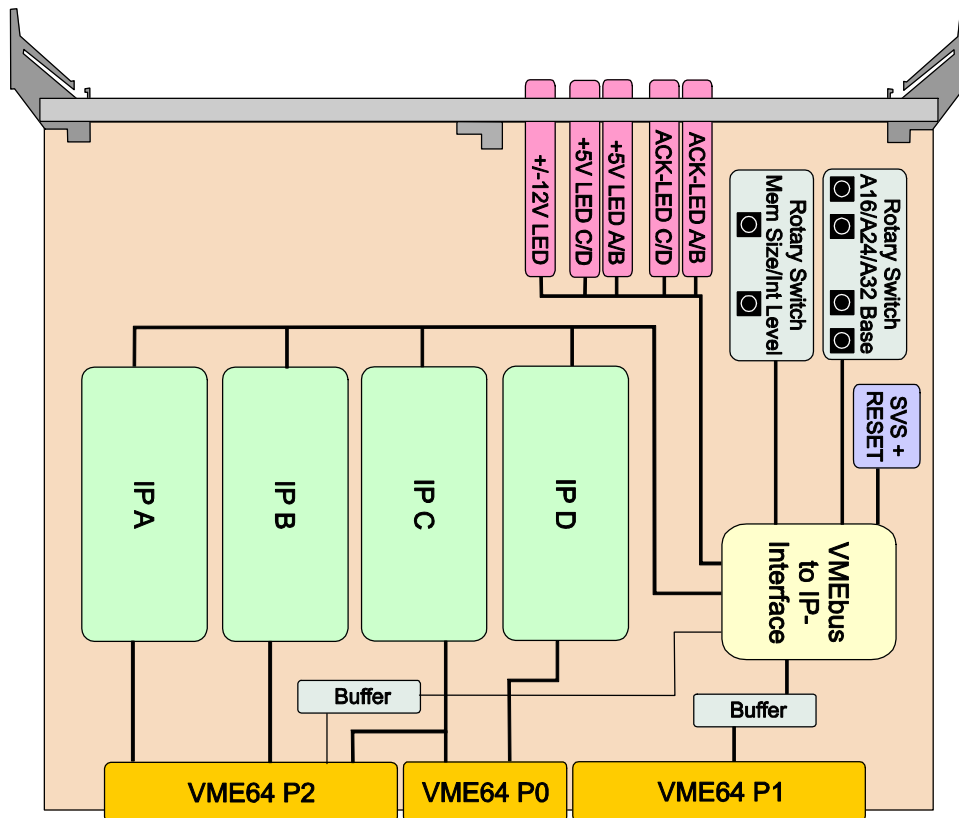 +/-12V LED
+5V LED C/D
+5V LED A/B
ACK-LED C/D
ACK-LED A/B
Rotary Switch
Mem Size/Int Level
Rotary Switch
A16/A24/A32 Base
SVS +
RESET
IP A
IP B
IP C
IP D
VMEbus
to IP-
Interface
Buffer
Buffer
VME64 P2
VME64 P0
VME64 P1